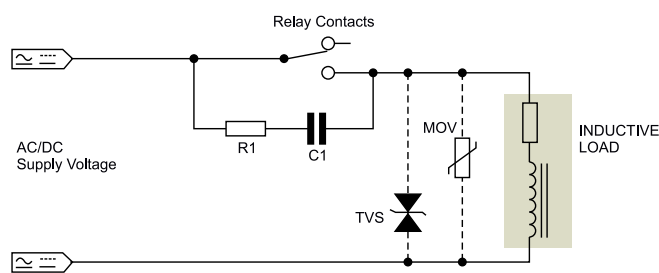 Relay Contacts
R1
C1
MOV
INDUCTIVE
LOAD
AC/DC
Supply Voltage
TVS